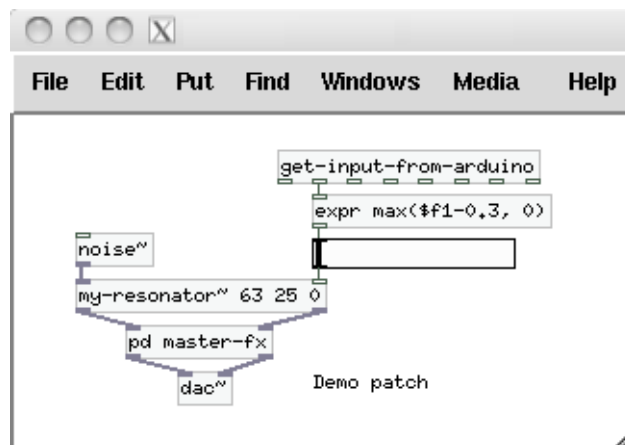 File Edit Put Find Windows Media Help
get-input-from-arduino
expr max($f1-0.3, 0)
noise~
my-resonator~ 63 25 0
pd master-fx
dac~
Demo patch